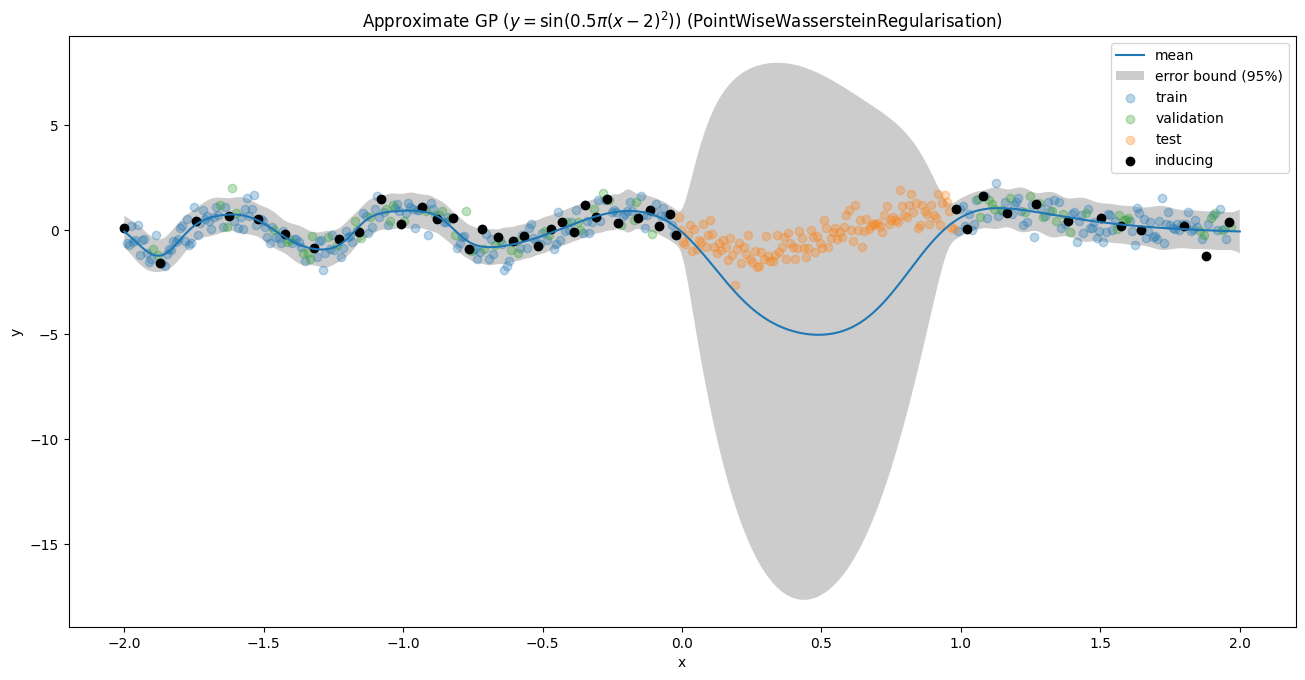 Approximate GP (y = sin(0.5π(x − 2)²)) (PointWiseWassersteinRegularisation)
mean
error bound (95%)
train
validation
test
inducing
5
0
−5
−10
−15
y
−2.0 −1.5 −1.0 −0.5 0.0 0.5 1.0 1.5 2.0
x